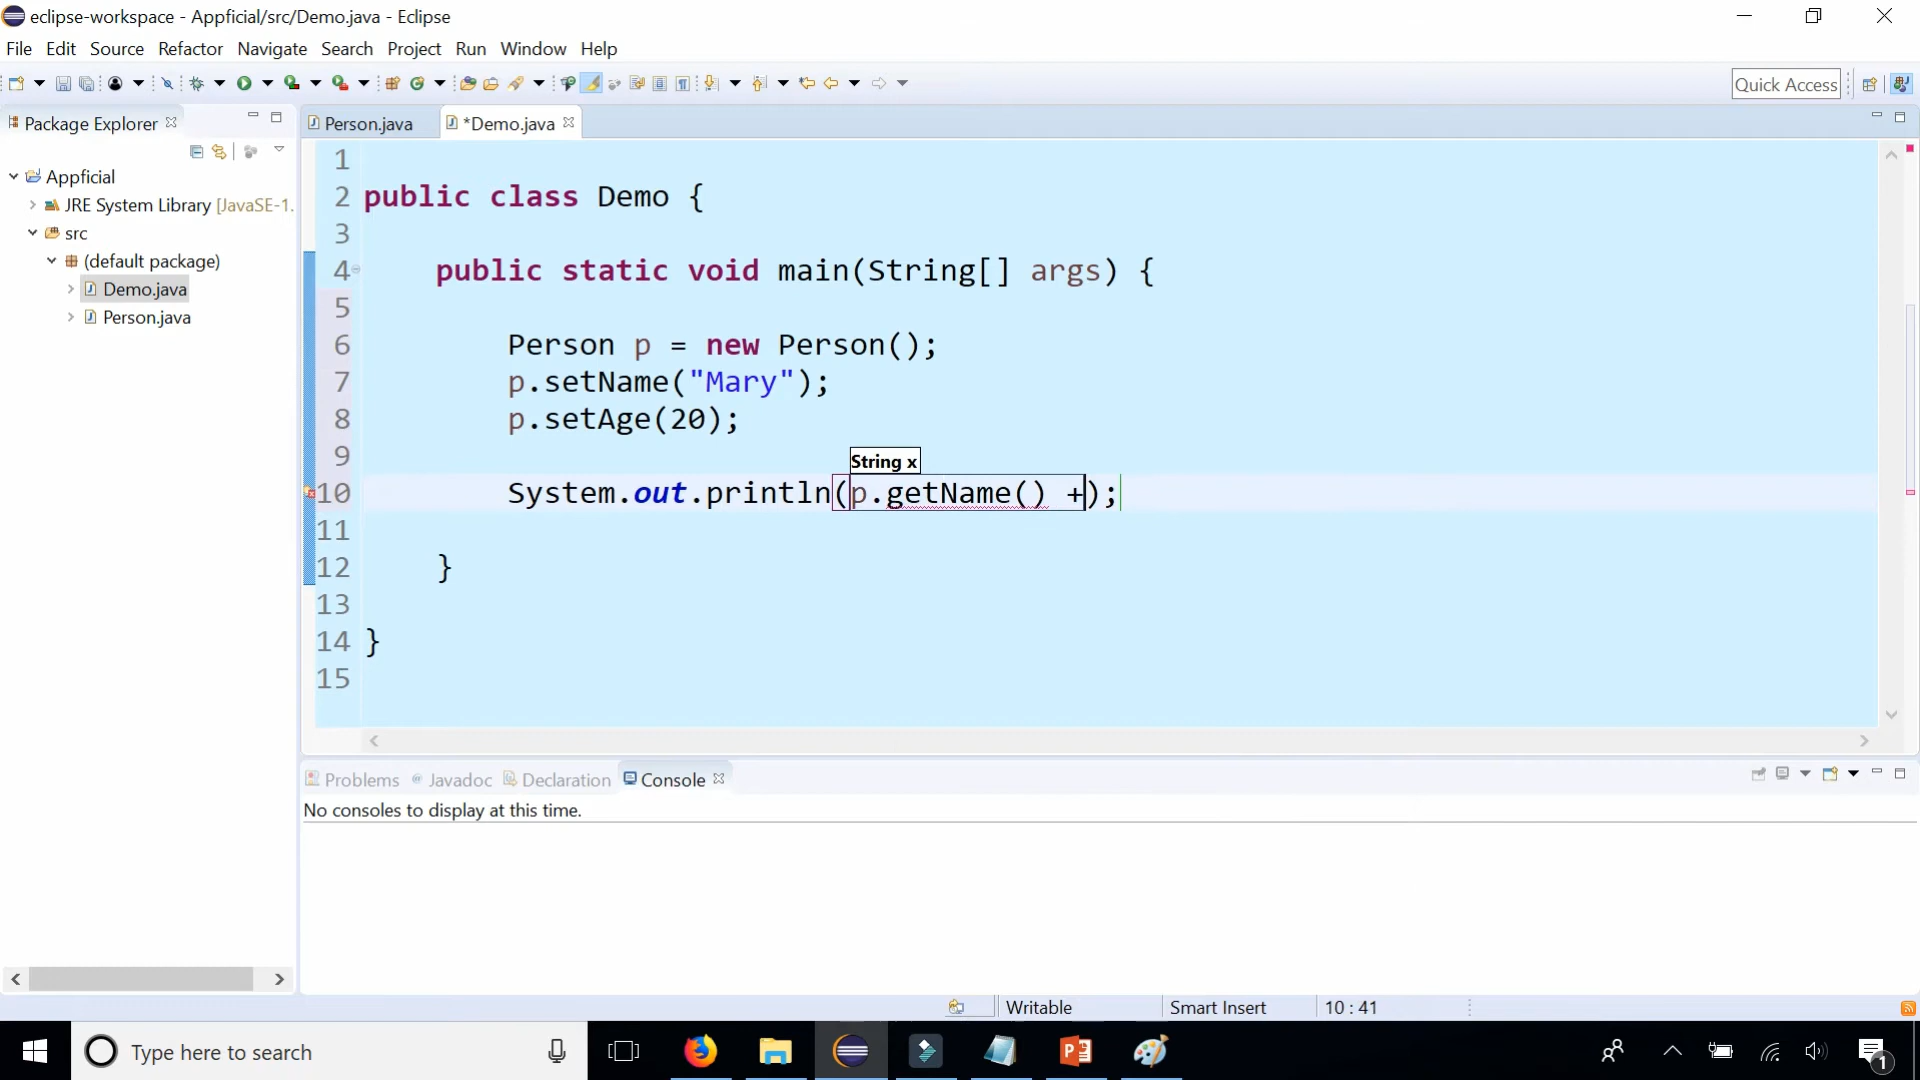 eclipse-workspace - Appficial/src/Demo.java - Eclipse
File Edit Source Refactor Navigate Search Project Run Window Help
Quick Access
Package Explorer
Person.java
*Demo.java
Appficial
JRE System Library [JavaSE-1.
src
(default package)
Demo.java
Person.java
1
2 public class Demo {
3
4 public static void main(String[] args) {
5
6 Person p = new Person();
7 p.setName("Mary");
8 p.setAge(20);
9
String x
10 System.out.println(p.getName() +);
11
12 }
13
14 }
15
Problems Javadoc Declaration Console
No consoles to display at this time.
Writable Smart Insert 10 : 41
Type here to search
1